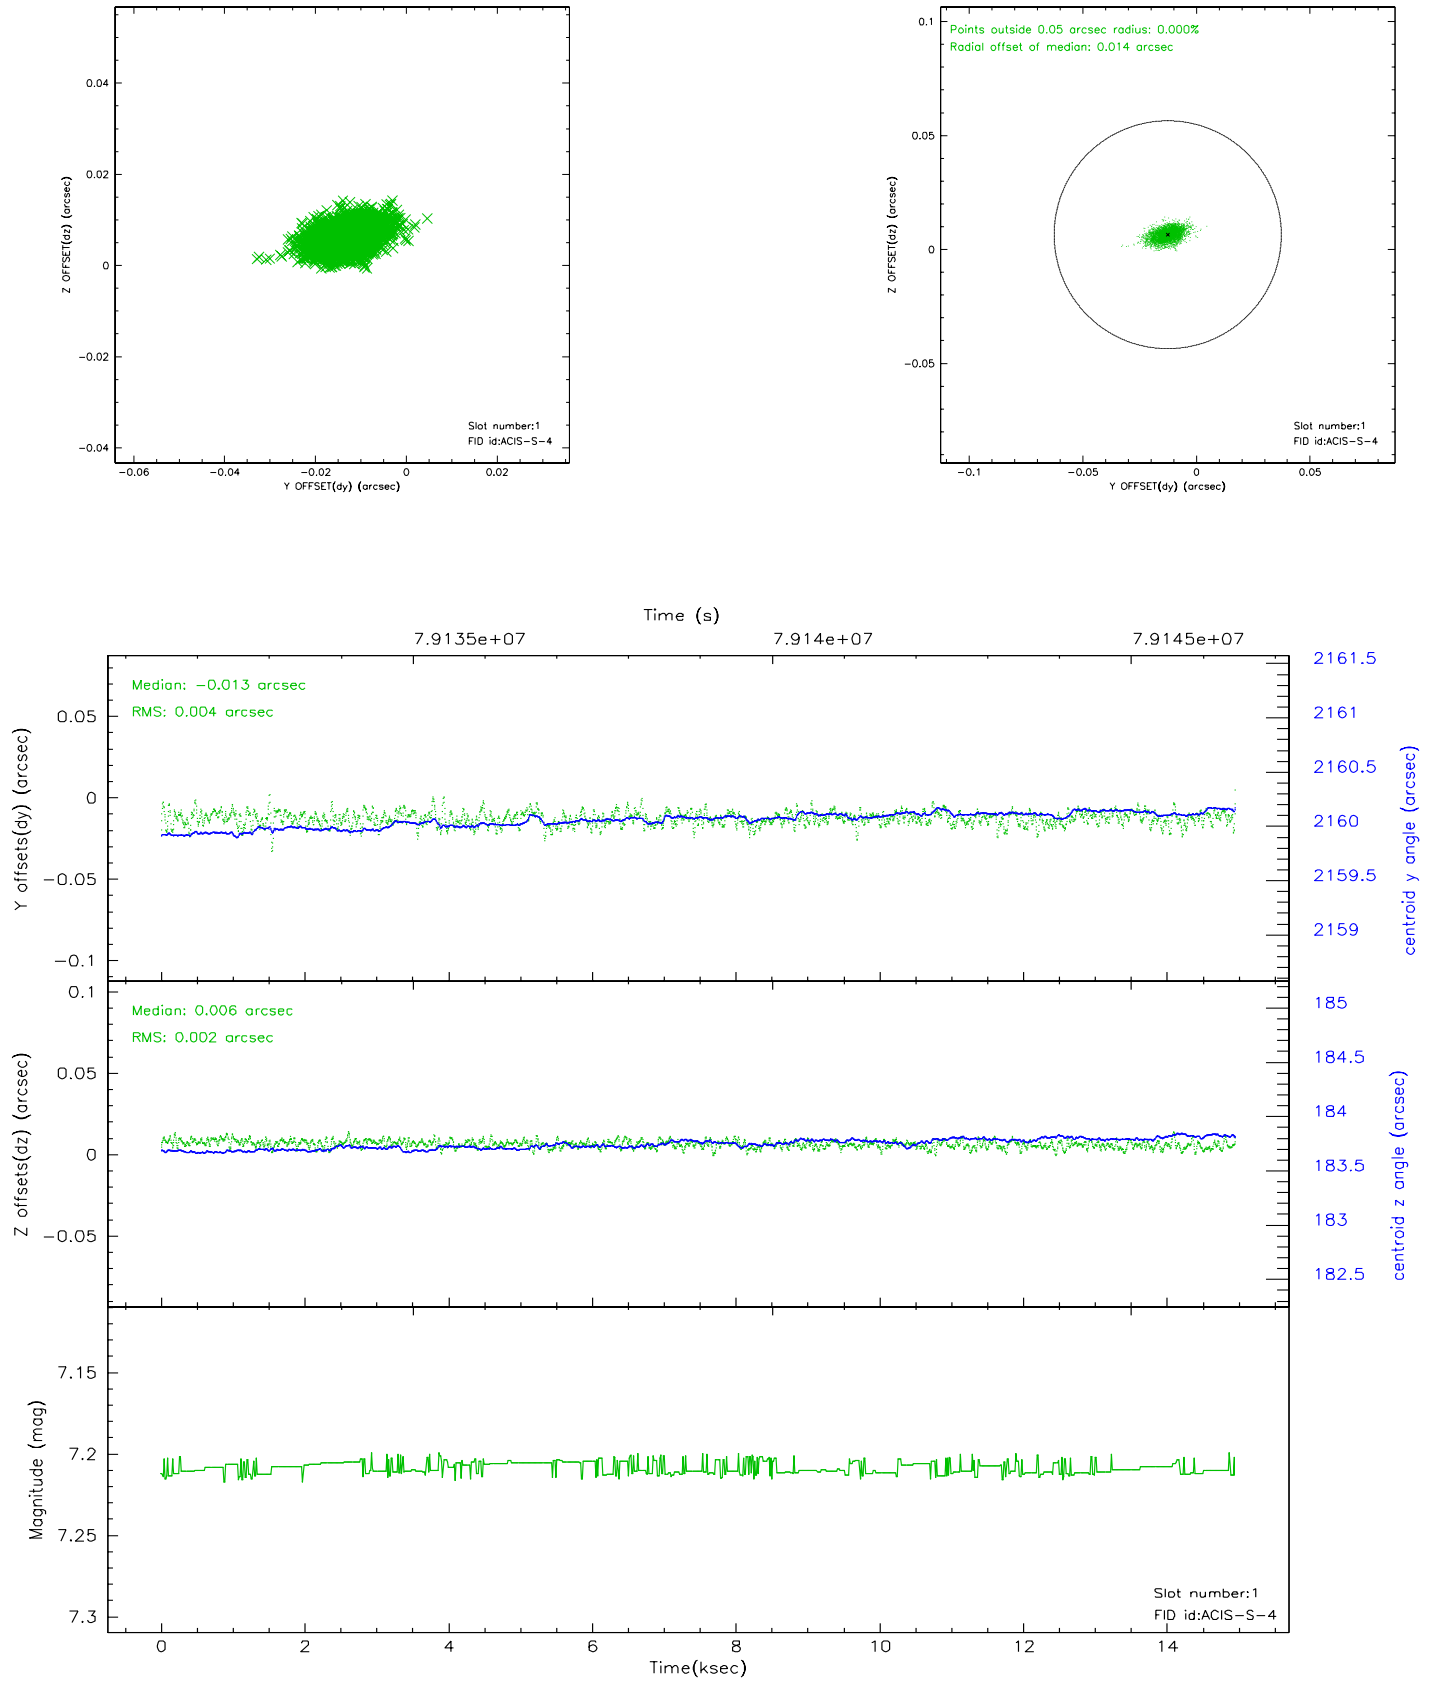 0.04
0.02
0
−0.02
−0.04
Z OFFSET(dz) (arcsec)
Slot number:1
FID id:ACIS−S−4
−0.06
−0.04
−0.02
0
0.02
Y OFFSET(dy) (arcsec)
0.1
0.05
0
−0.05
Z OFFSET(dz) (arcsec)
Points outside 0.05 arcsec radius: 0.000%
Radial offset of median: 0.014 arcsec
Slot number:1
FID id:ACIS−S−4
−0.1
−0.05
0
0.05
Y OFFSET(dy) (arcsec)
Time (s)
7.9135e+07
7.914e+07
7.9145e+07
Median: −0.013 arcsec
RMS: 0.004 arcsec
0.05
0
−0.05
−0.1
Y offsets(dy) (arcsec)
2161.5
2161
2160.5
2160
2159.5
2159
centroid y angle (arcsec)
Median: 0.006 arcsec
RMS: 0.002 arcsec
0.1
0.05
0
−0.05
Z offsets(dz) (arcsec)
185
184.5
184
183.5
183
182.5
centroid z angle (arcsec)
7.15
7.2
7.25
7.3
Magnitude (mag)
Slot number:1
FID id:ACIS−S−4
0
2
4
6
8
10
12
14
Time(ksec)